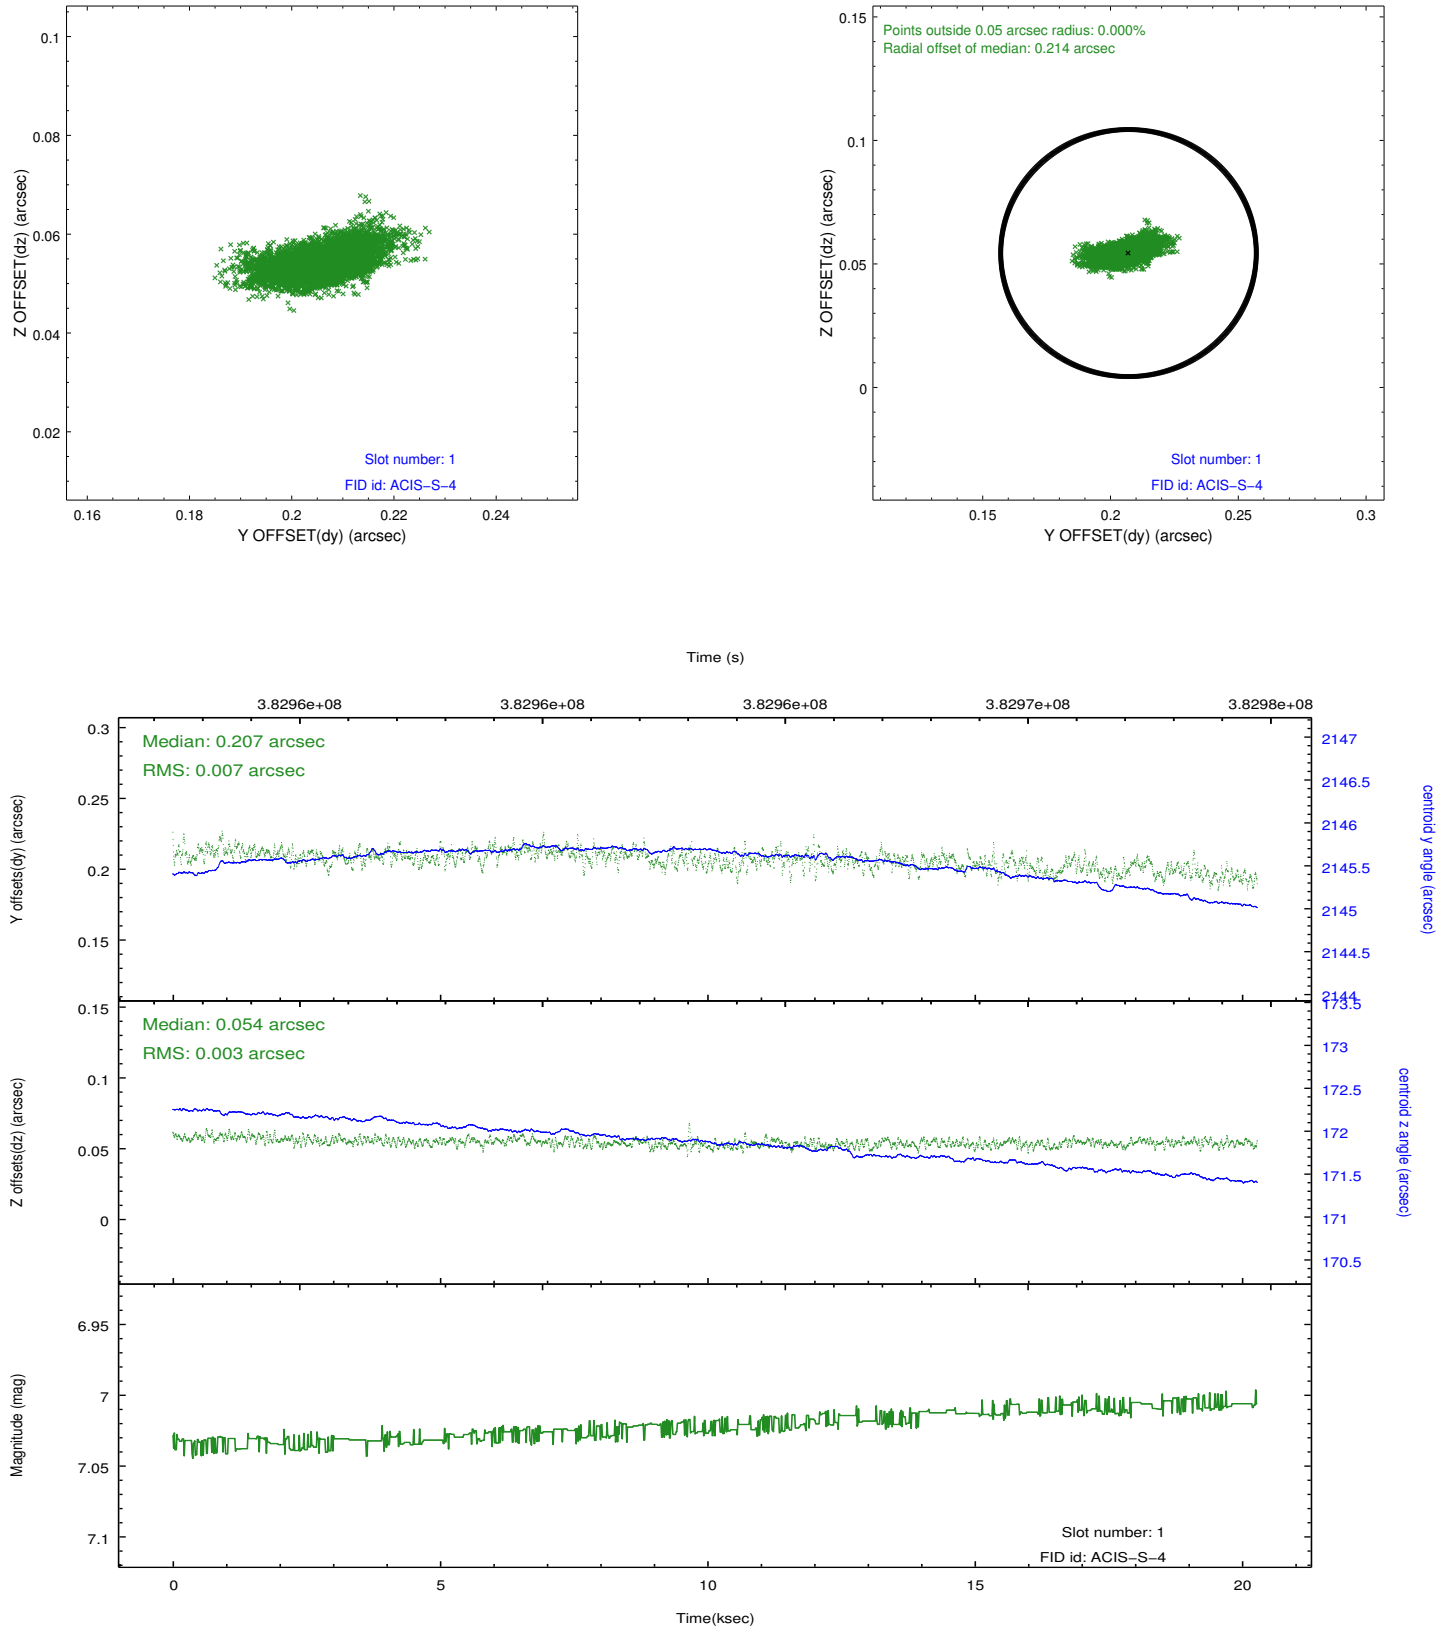 0.1
0.08
0.06
0.04
0.02
Z OFFSET(dz) (arcsec)
Slot number: 1
FID id: ACIS−S−4
0.16 0.18 0.2 0.22 0.24
Y OFFSET(dy) (arcsec)
0.15
0.1
0.05
0
Z OFFSET(dz) (arcsec)
Points outside 0.05 arcsec radius: 0.000%
Radial offset of median: 0.214 arcsec
Slot number: 1
FID id: ACIS−S−4
0.15 0.2 0.25 0.3
Y OFFSET(dy) (arcsec)
Time (s)
3.8296e+08 3.8296e+08 3.8296e+08 3.8297e+08 3.8298e+08
Median: 0.207 arcsec
RMS: 0.007 arcsec
0.3
0.25
0.2
0.15
Y offsets(dy) (arcsec)
2147
2146.5
2146
2145.5
2145
2144.5
2144
centroid y angle (arcsec)
Median: 0.054 arcsec
RMS: 0.003 arcsec
0.15
0.1
0.05
0
Z offsets(dz) (arcsec)
173.5
173
172.5
172
171.5
171
170.5
centroid z angle (arcsec)
6.95
7
7.05
7.1
Magnitude (mag)
Slot number: 1
FID id: ACIS−S−4
0 5 10 15 20
Time(ksec)